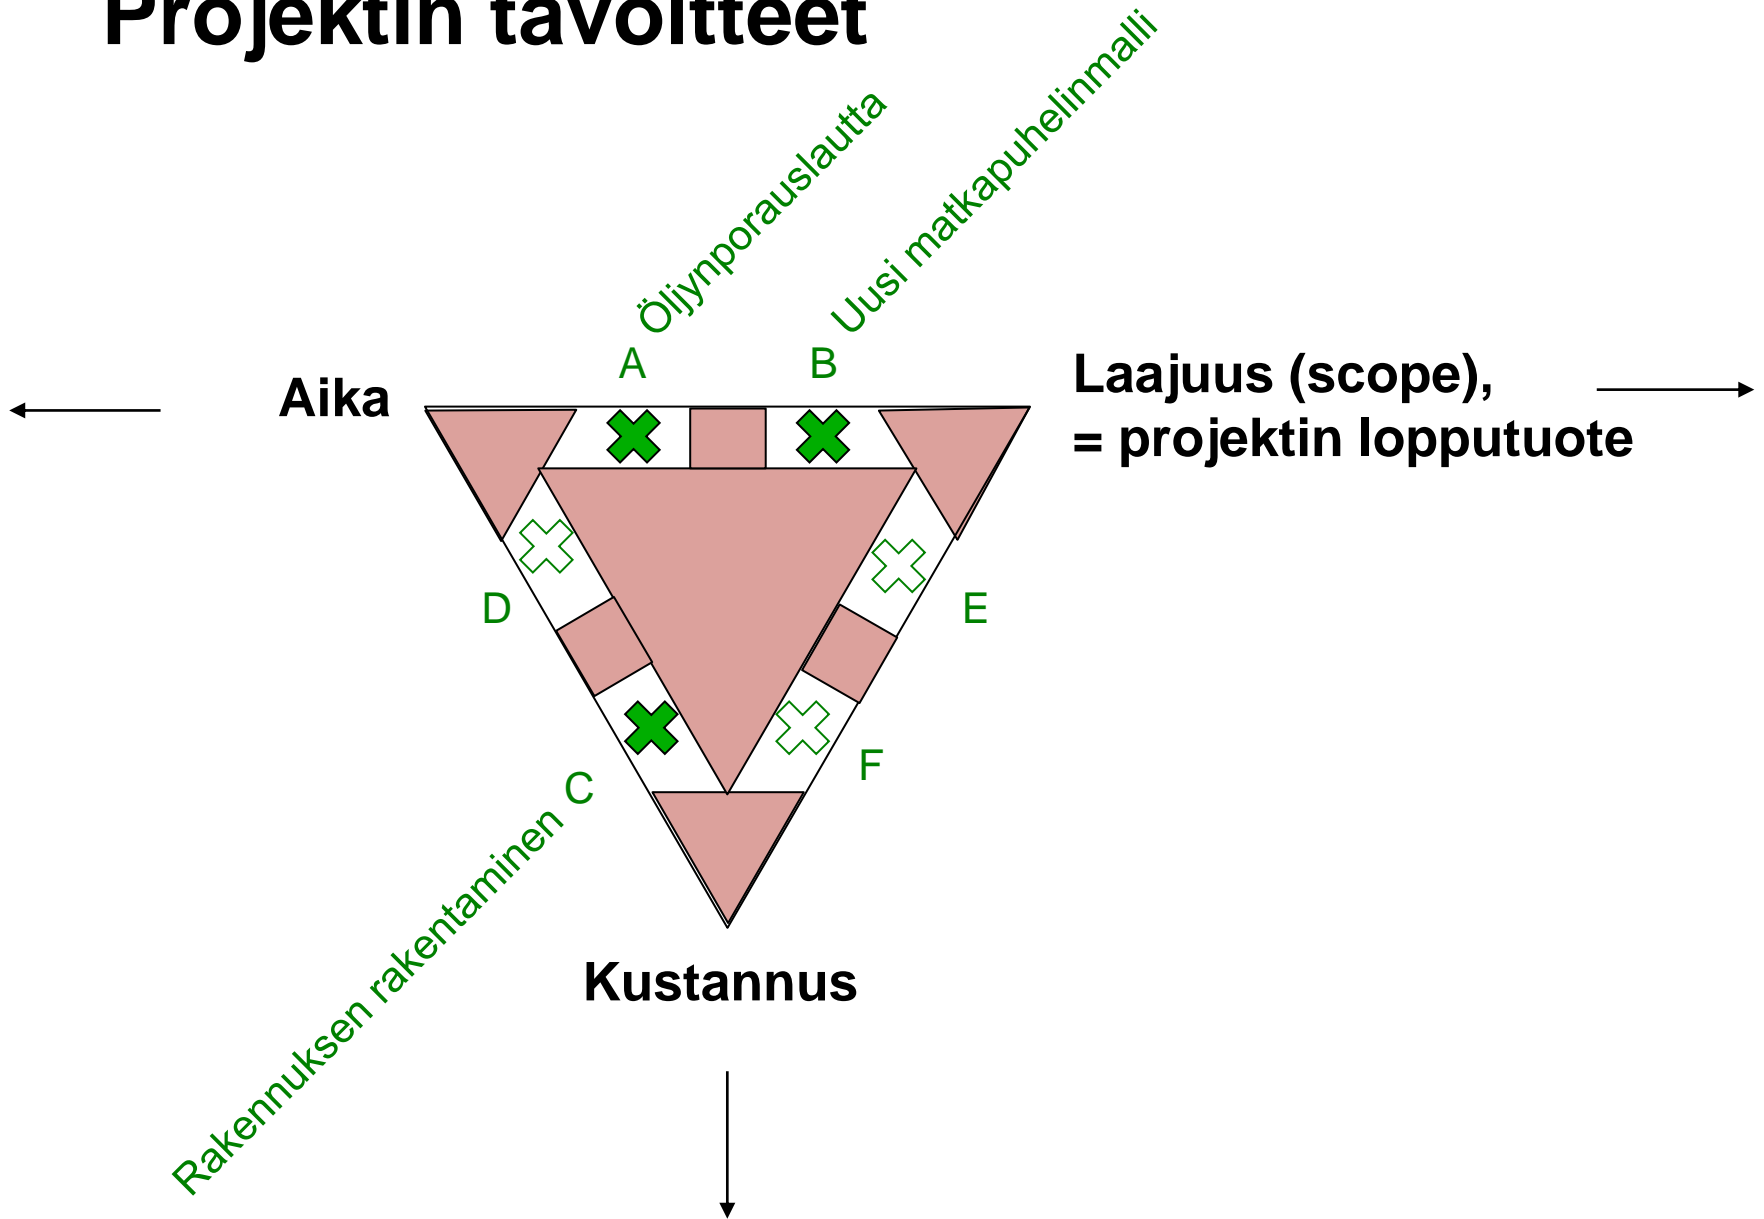 Projektin tavoitteet
Öljynporauslautta
Uusi matkapuhelinmalli
A
B
Aika
Laajuus (scope),
= projektin lopputuote
D
E
F
C
Rakennuksen rakentaminen
Kustannus